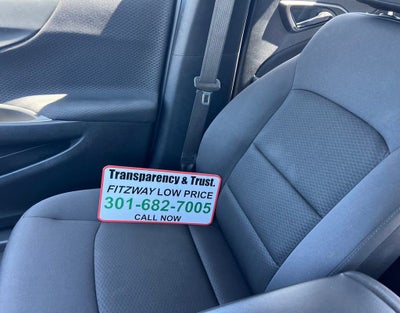 Transparency & Trust.
FITZWAY LOW PRICE
301-682-7005
CALL NOW